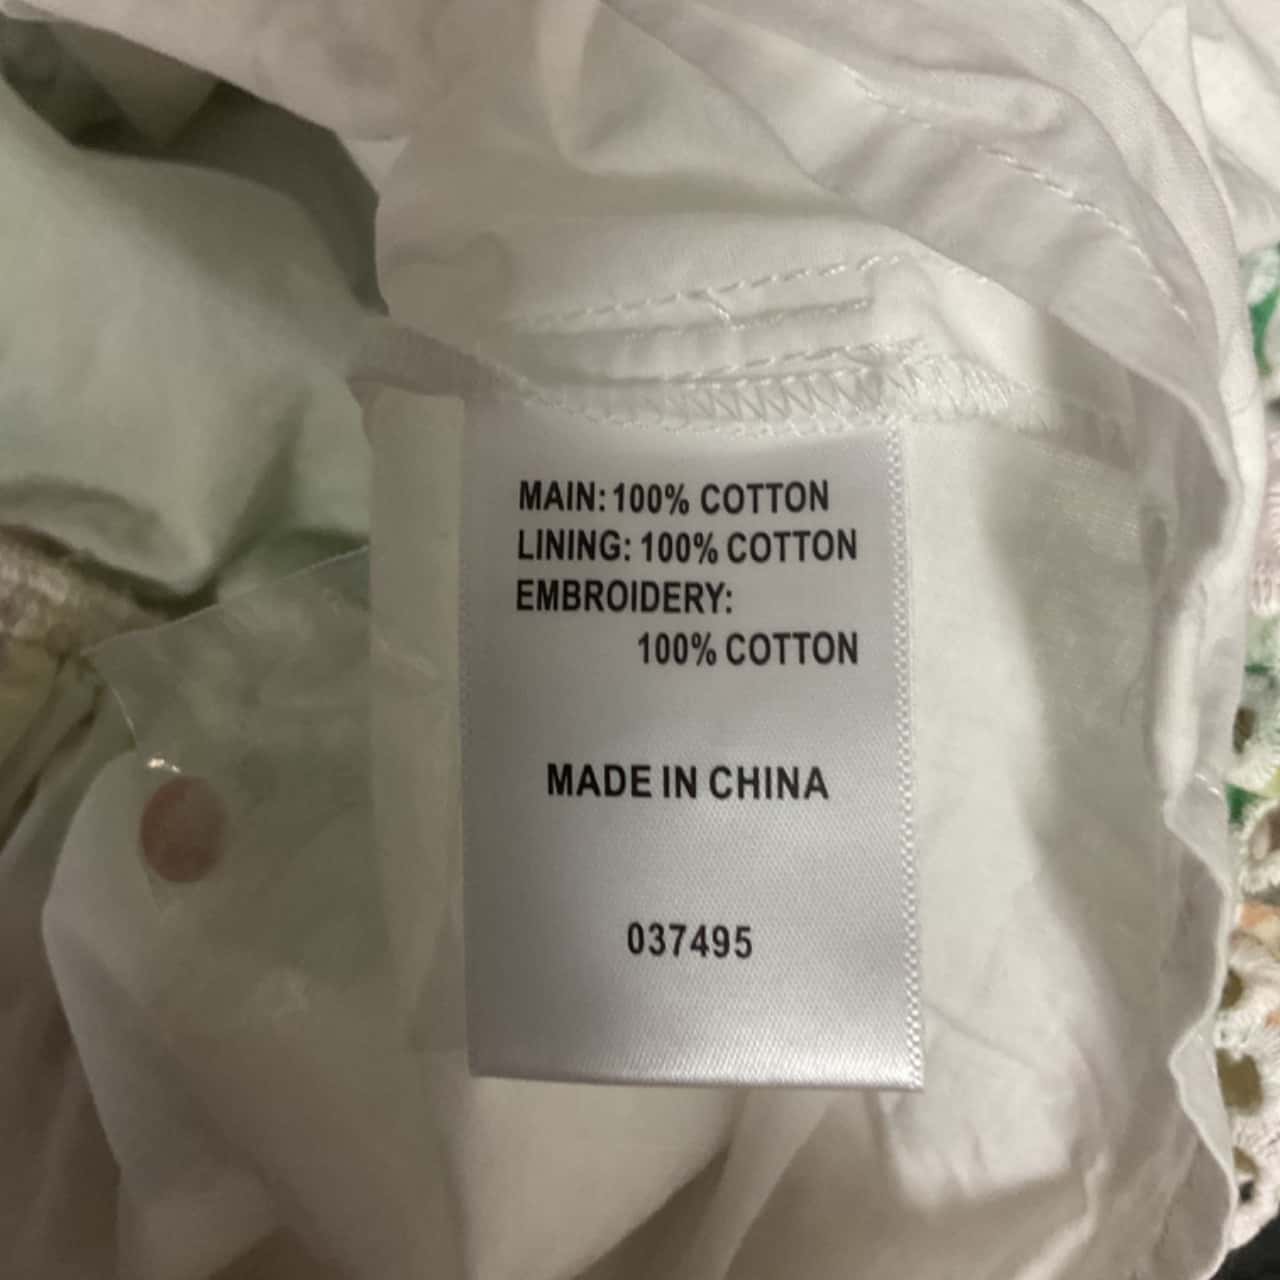 MAIN: 100% COTTON
LINING: 100% COTTON
EMBROIDERY:
100% COTTON
MADE IN CHINA
037495